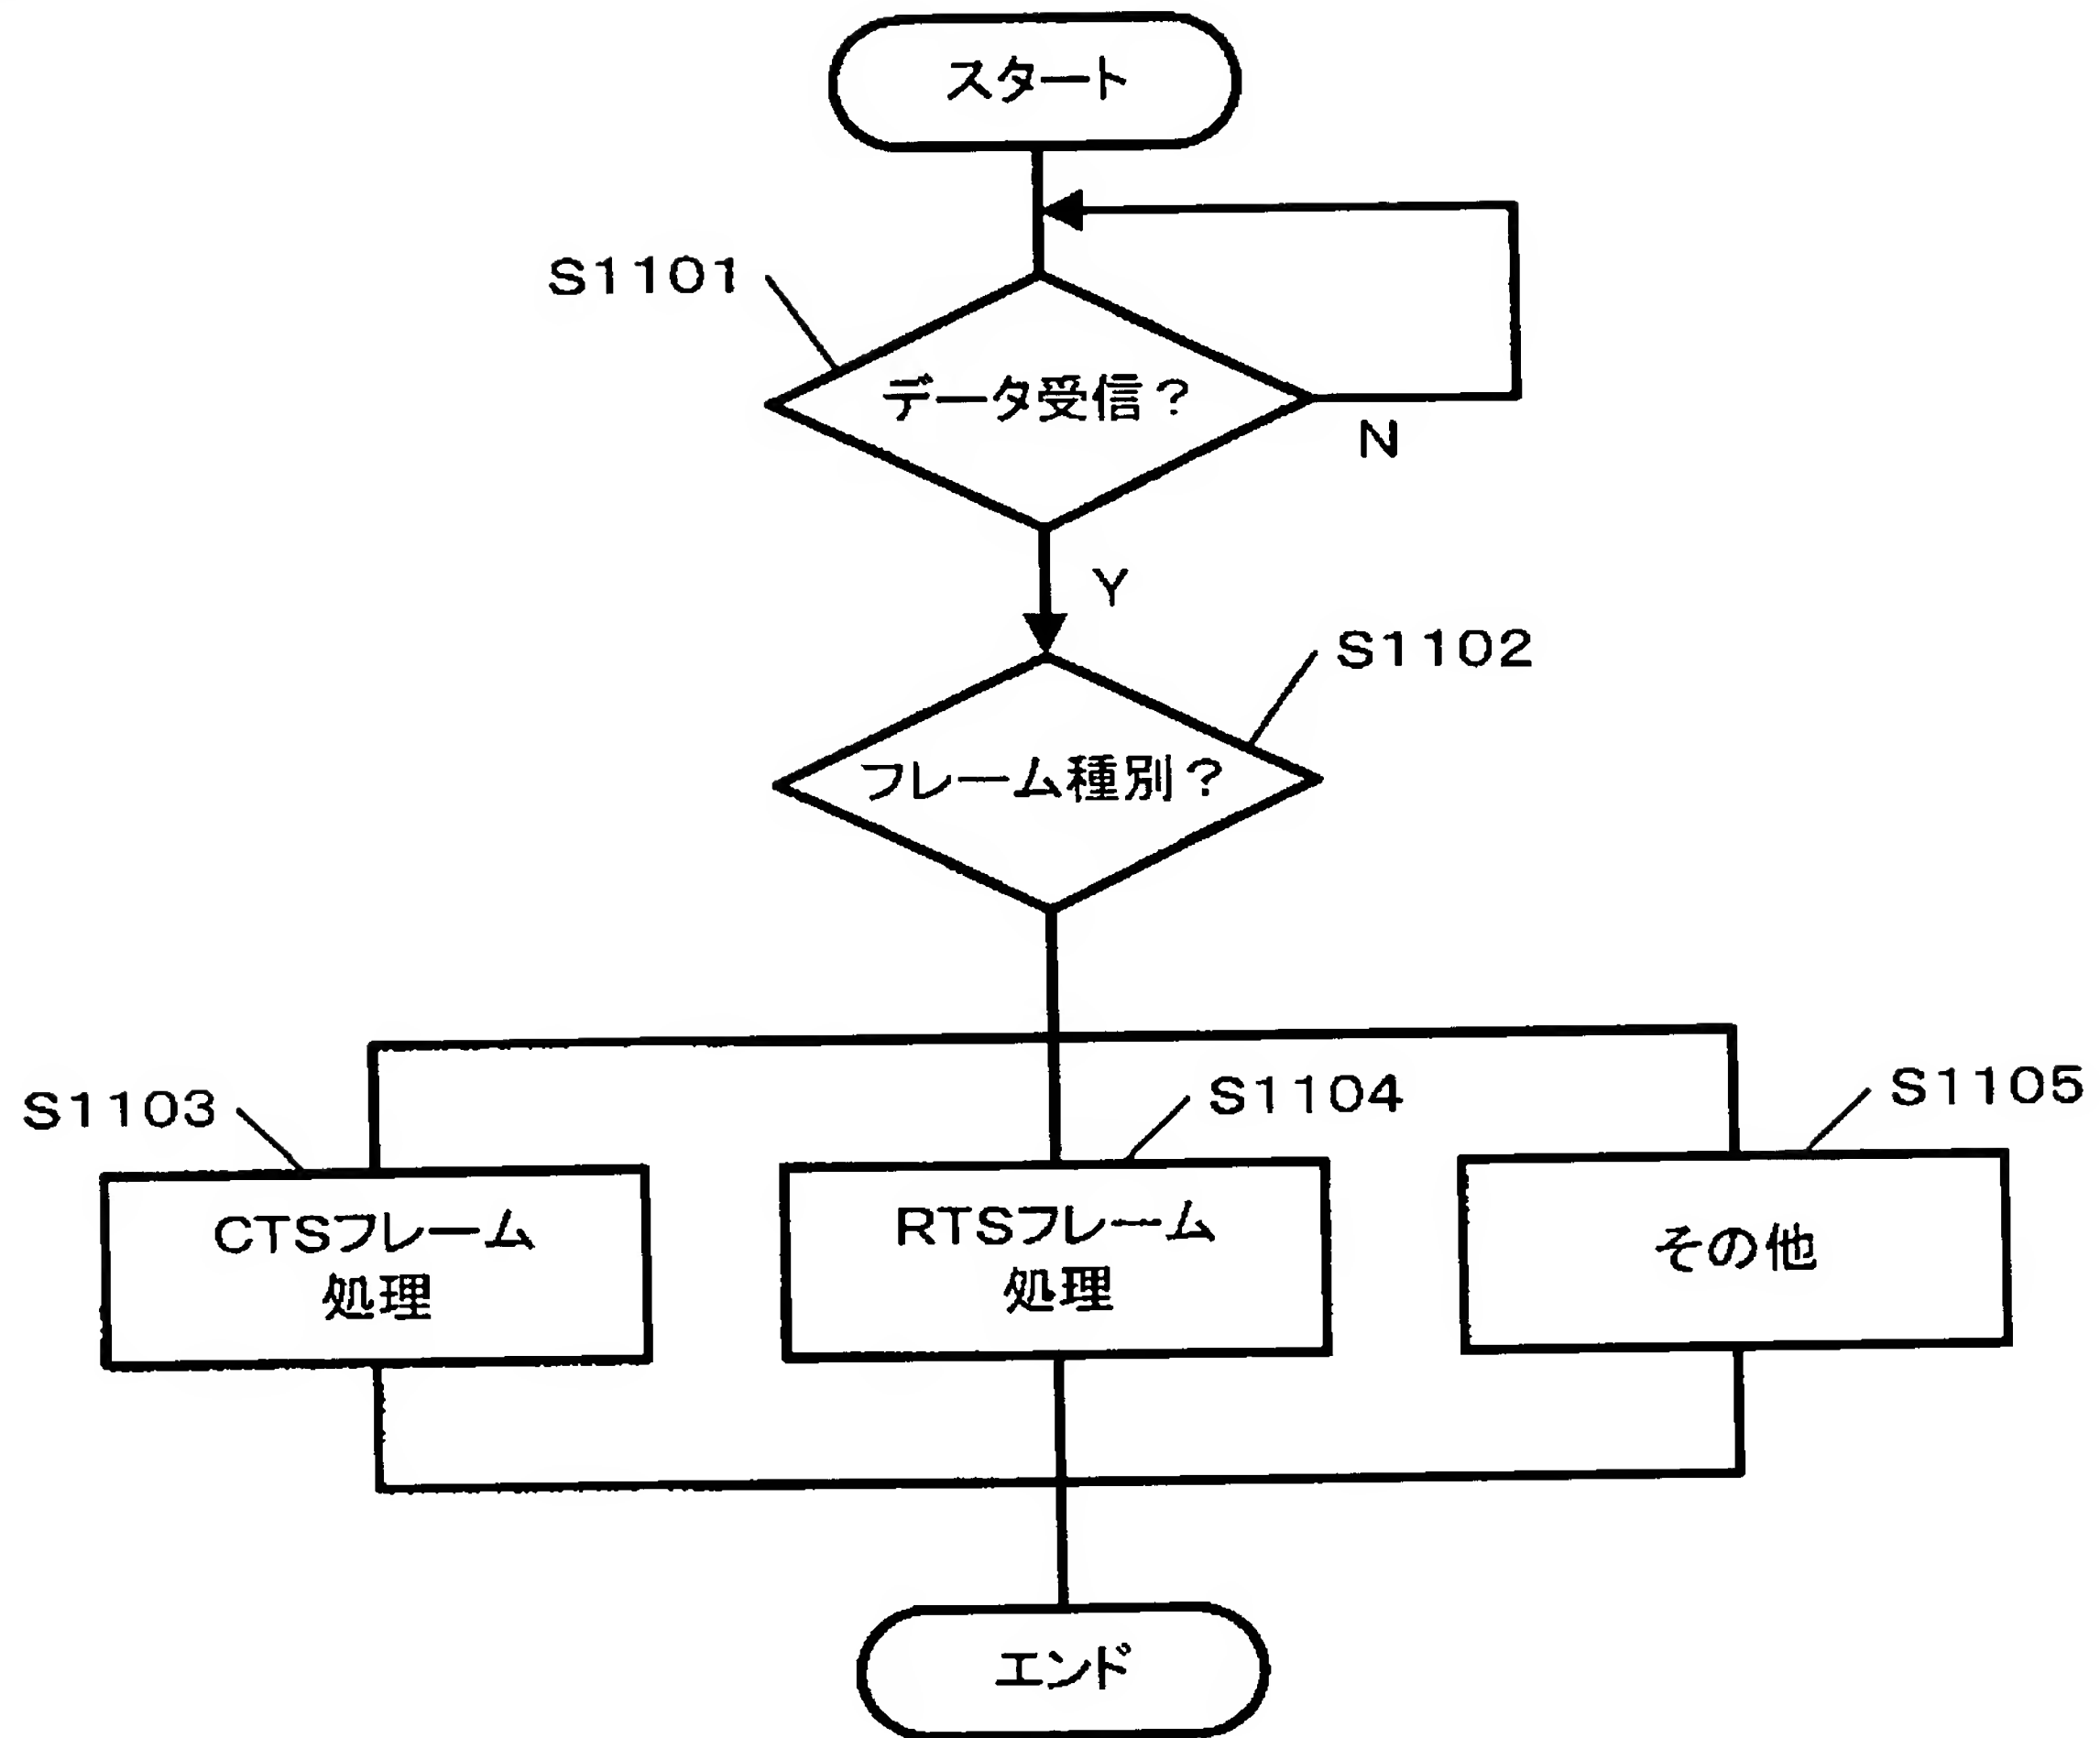 スタート
S1101
データ受信?
N
Y
S1102
フレーム種別?
S1103
S1104
S1105
CTSフレーム
処理
RTSフレーム
処理
その他
エンド